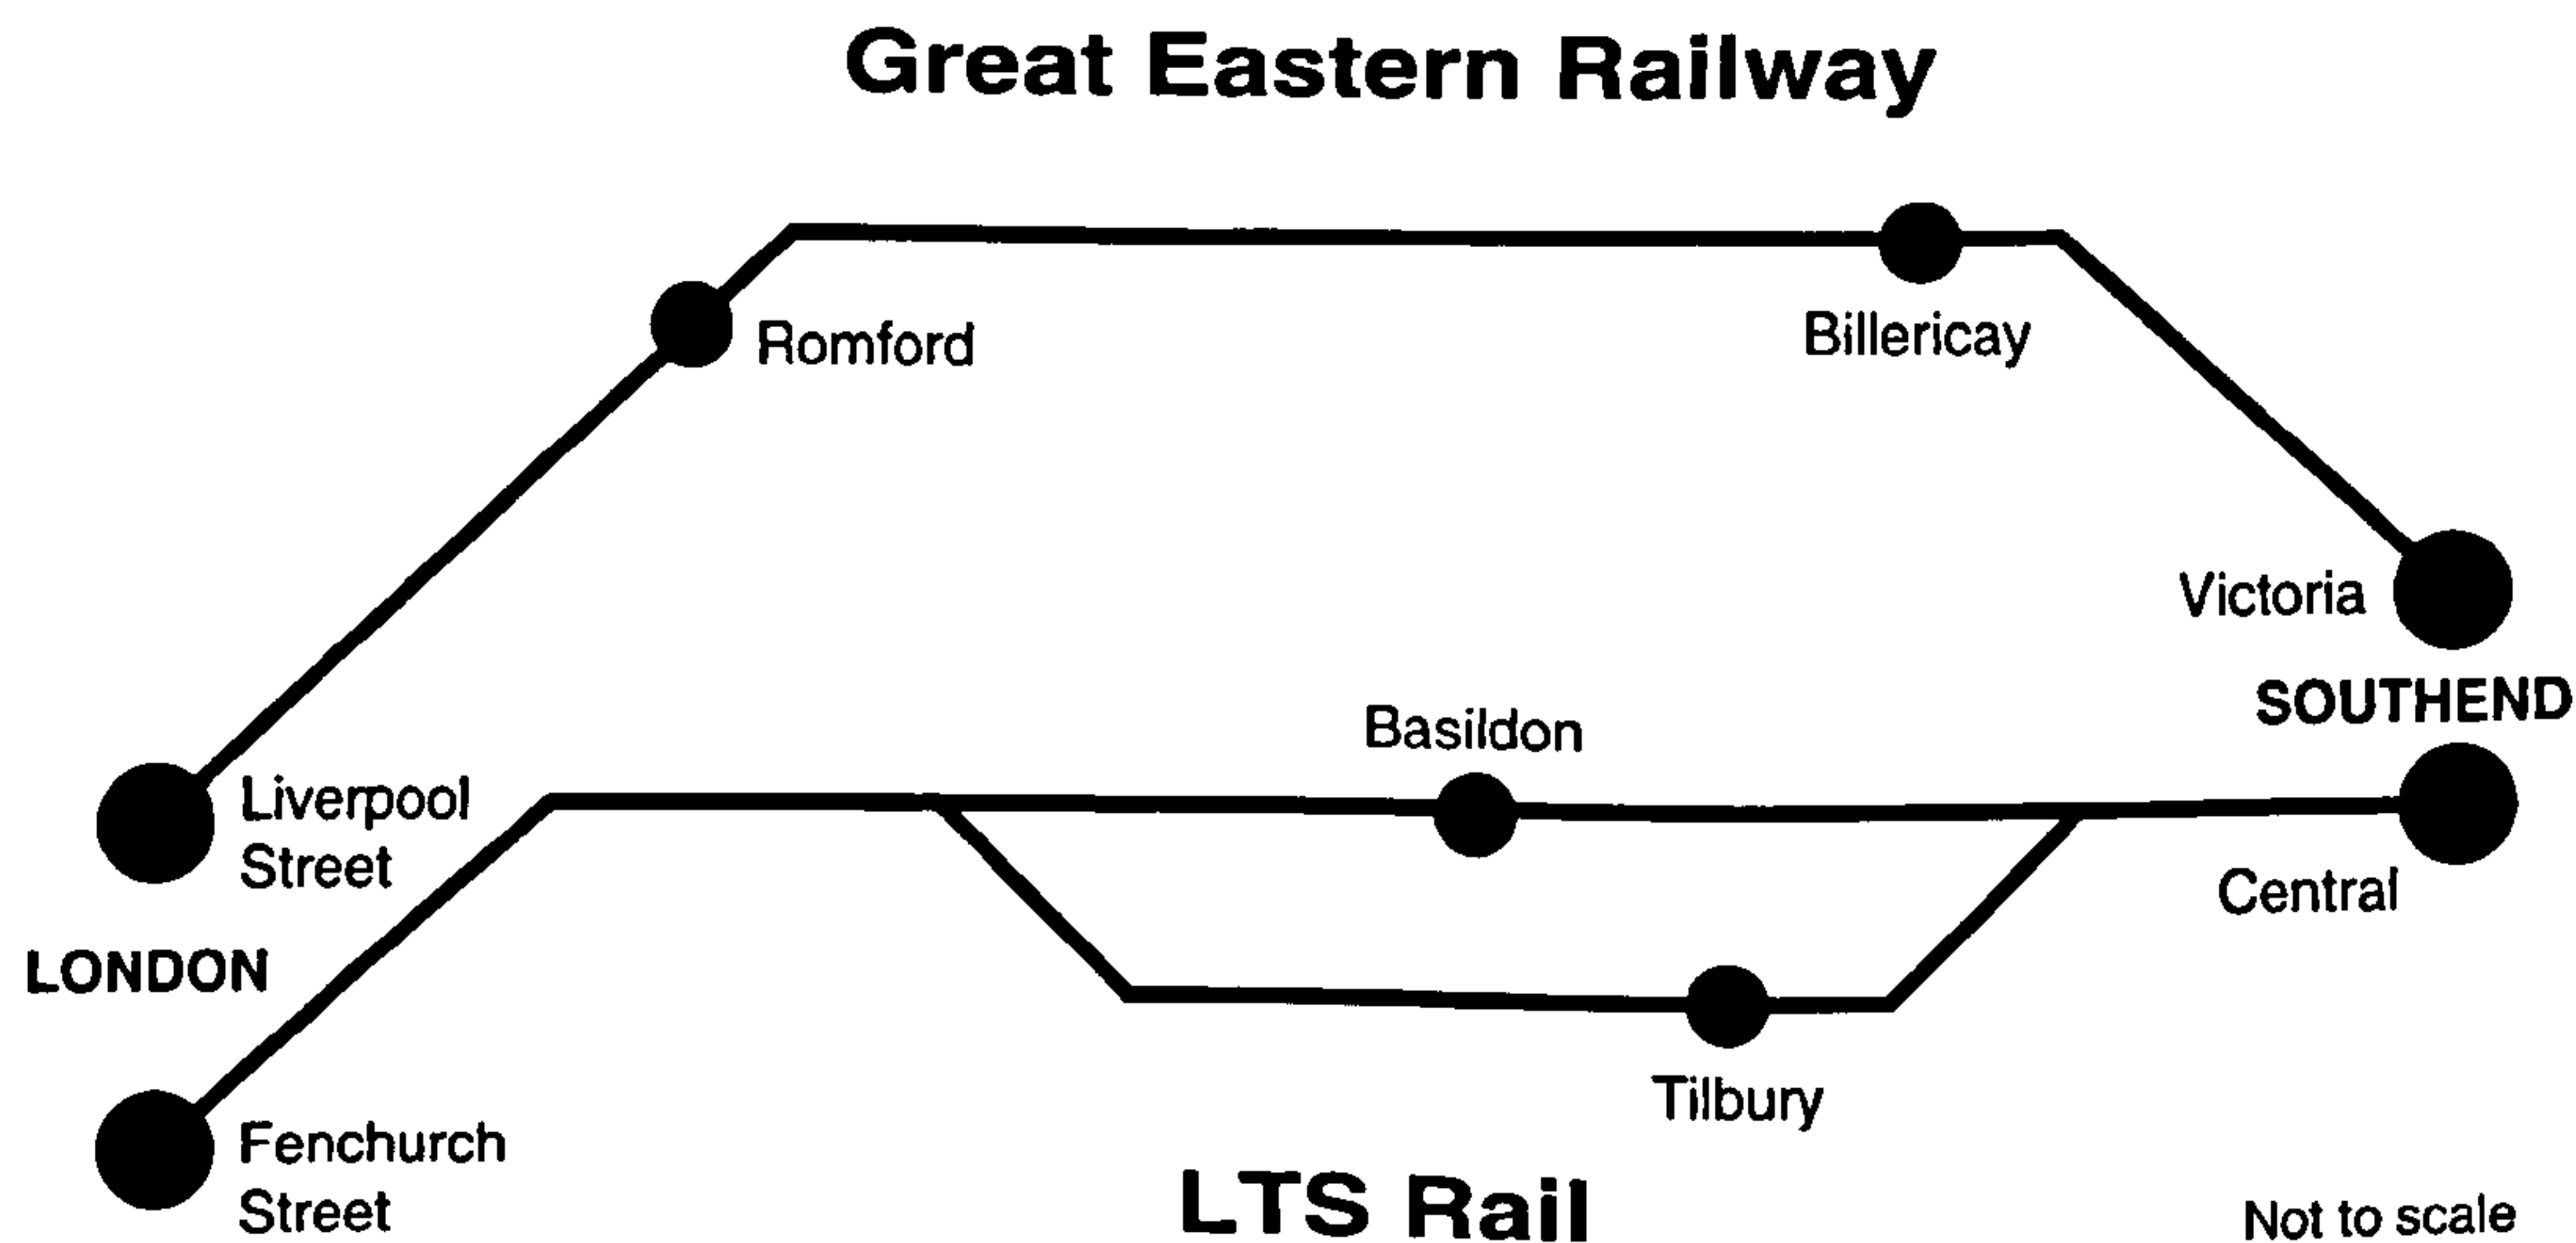 Great Eastern Railway
Romford
Billericay
Victoria
SOUTHEND
Basildon
Liverpool
Street
Central
LONDON
Tilbury
Fenchurch
Street
LTS Rail
Not to scale